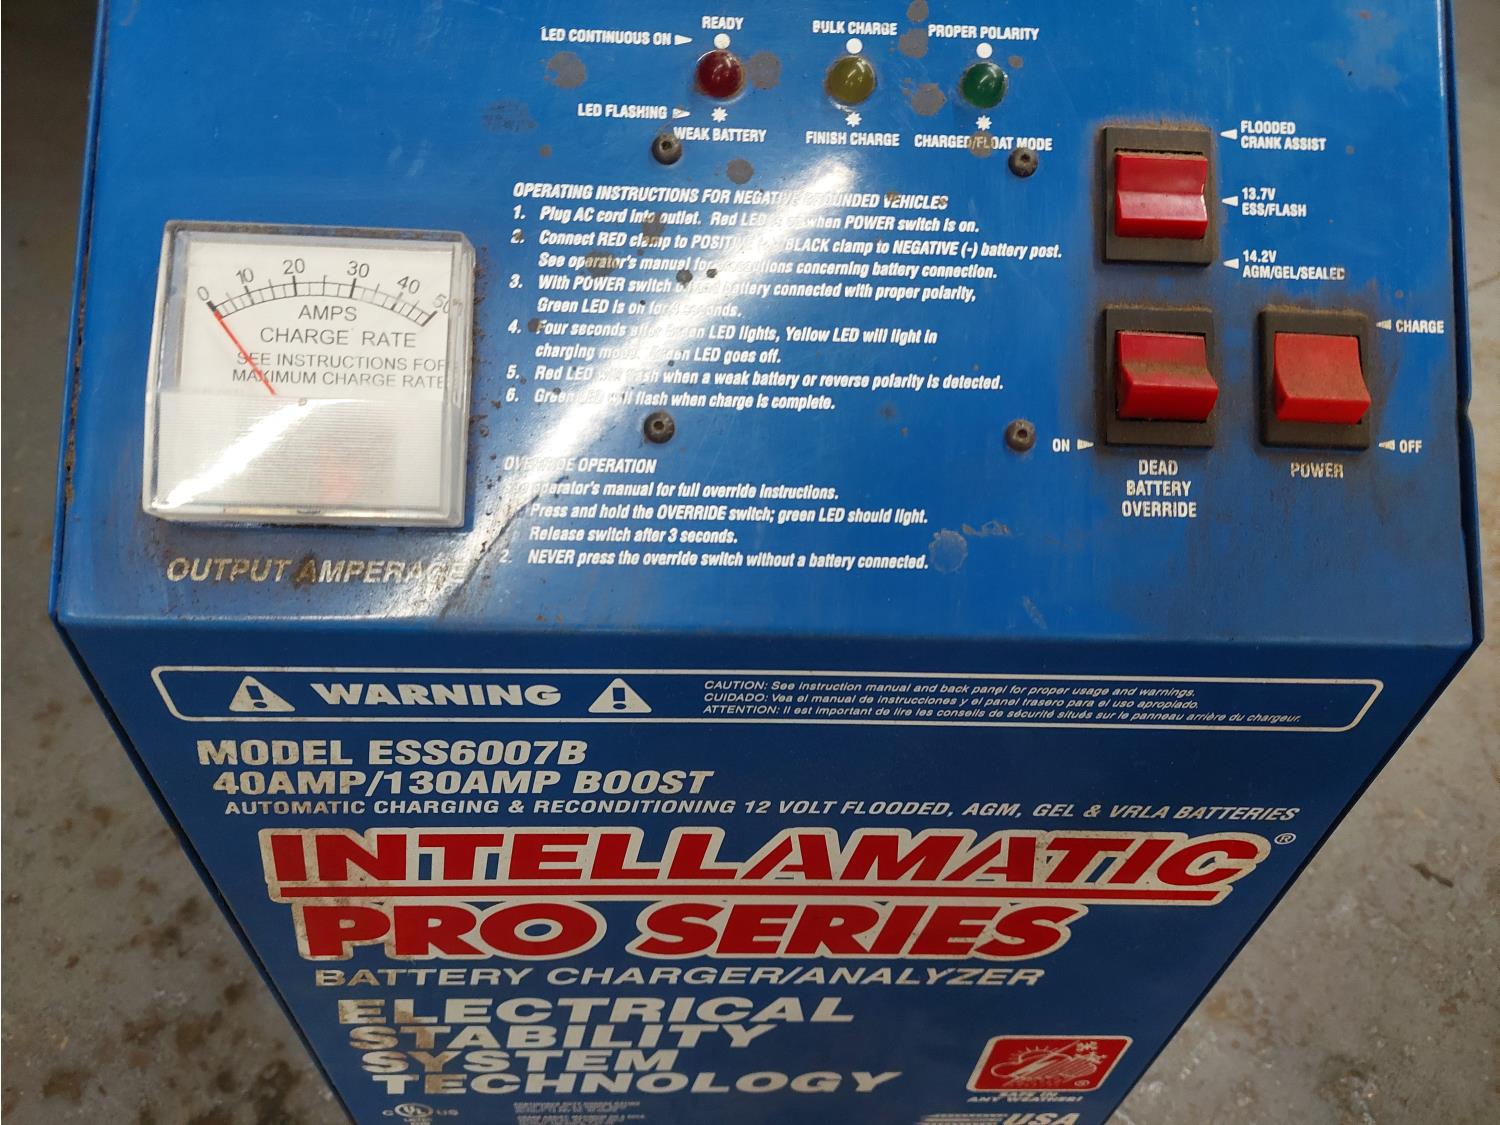 READY
LED CONTINUOUS ON
BULK CHARGE
PROPER POLARITY
LED FLASHING
WEAK BATTERY
FINISH CHARGE
CHARGED/FLOAT MODE
FLOODED
CRANK ASSIST
13.7V
ESS/FLASH
14.2V
AGM/GEL/SEALED
OPERATING INSTRUCTIONS FOR NEGATIVE GROUNDED VEHICLES
1. Plug AC cord into outlet. Red LED when POWER switch is on.
2. Connect RED clamp to POSITIVE BLACK clamp to NEGATIVE (-) battery post.
See operator's manual for precautions concerning battery connection.
3. With POWER switch battery connected with proper polarity,
Green LED is on for 4 seconds.
4. Four seconds after Green LED lights, Yellow LED will light in
charging mode. Green LED goes off.
5. Red LED will flash when a weak battery or reverse polarity is detected.
6. Green LED will flash when charge is complete.
0 10 20 30 40 50
AMPS
CHARGE RATE
SEE INSTRUCTIONS FOR
MAXIMUM CHARGE RATE
OUTPUT AMPERAGE
OVERRIDE OPERATION
See operator's manual for full override instructions.
Press and hold the OVERRIDE switch; green LED should light.
Release switch after 3 seconds.
2. NEVER press the override switch without a battery connected.
ON
DEAD
BATTERY
OVERRIDE
CHARGE
OFF
POWER
WARNING
CAUTION: See instruction manual and back panel for proper usage and warnings.
CUIDADO: Vea el manual de instrucciones y el panel trasero para el uso apropiado.
ATTENTION: Il est important de lire les conseils de sécurité situés sur le panneau arrière du chargeur.
MODEL ESS6007B
40AMP/130AMP BOOST
AUTOMATIC CHARGING & RECONDITIONING 12 VOLT FLOODED, AGM, GEL & VRLA BATTERIES
INTELLAMATIC®
PRO SERIES
BATTERY CHARGER/ANALYZER
ELECTRICAL
STABILITY
SYSTEM
TECHNOLOGY
C UL US
SAFE IN
ANY WEATHER!
USA